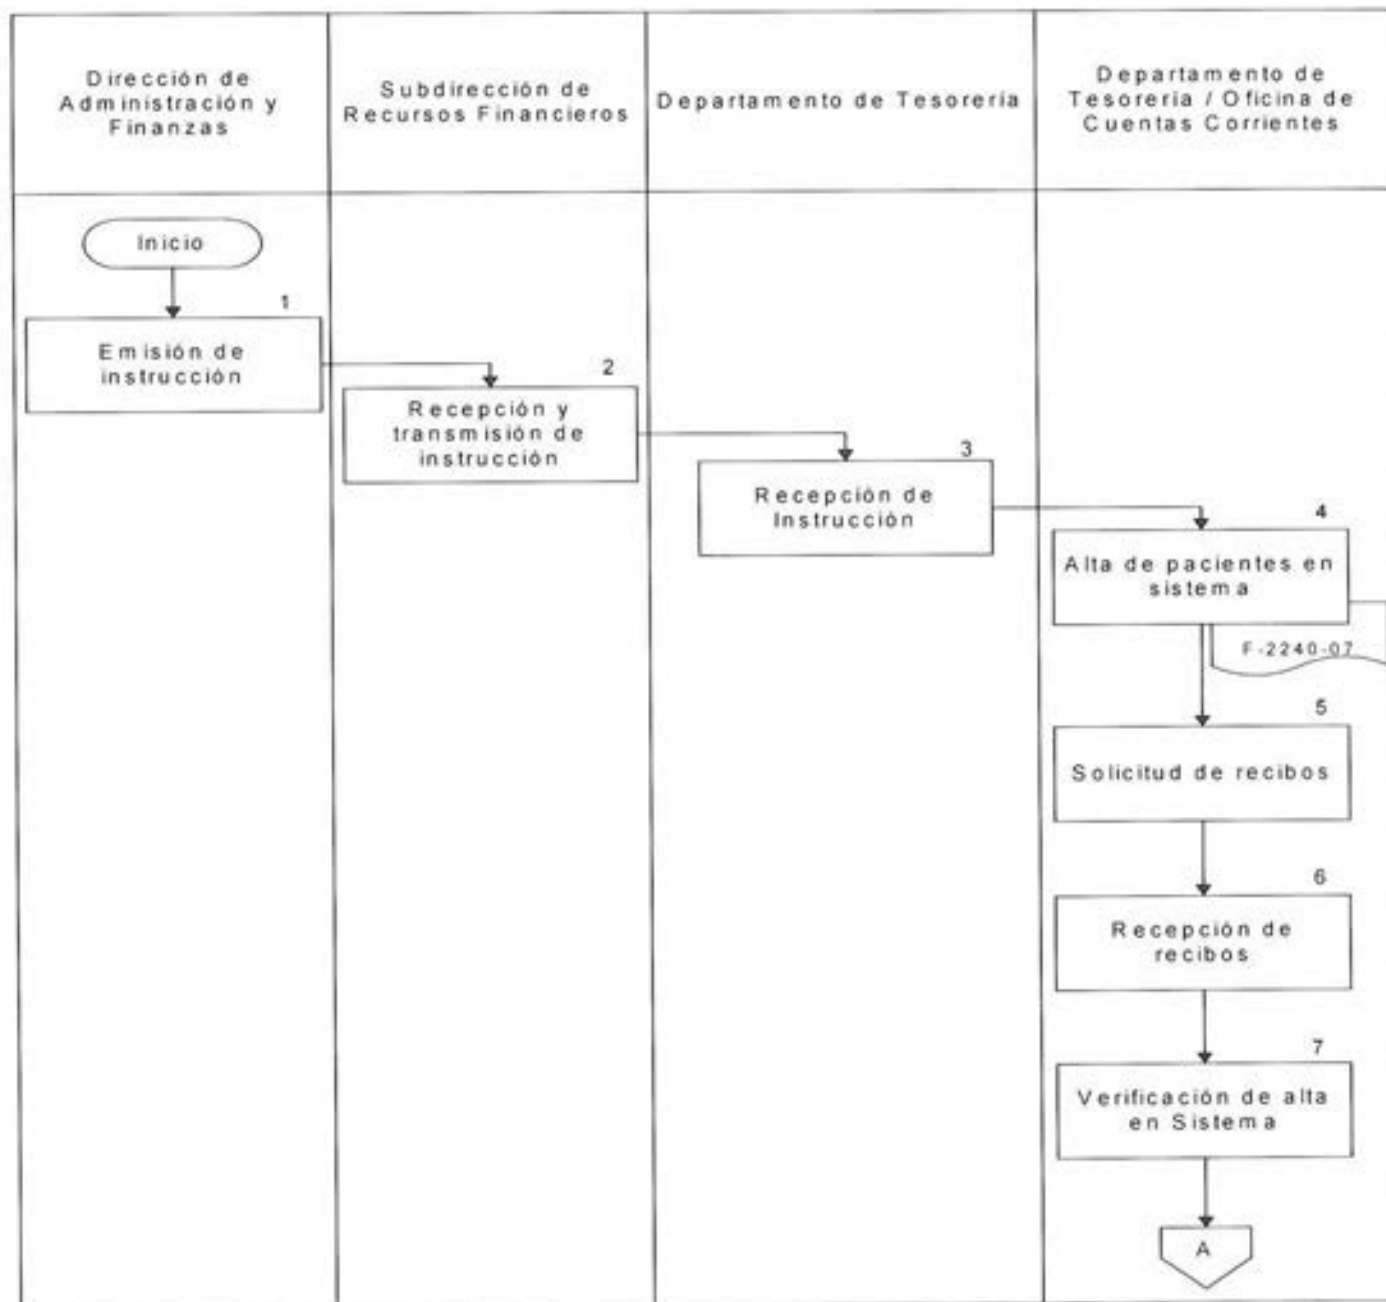 Dirección de
Administración y
Finanzas
Subdirección de
Recursos Financieros
Departamento de Tesorería
Departamento de
Tesorería / Oficina de
Cuentas Corrientes
Inicio
1
Emisión de
instrucción
2
Recepción y
transmisión de
instrucción
3
Recepción de
Instrucción
4
Alta de pacientes en
sistema
F-2240-07
5
Solicitud de recibos
6
Recepción de
recibos
7
Verificación de alta
en Sistema
A